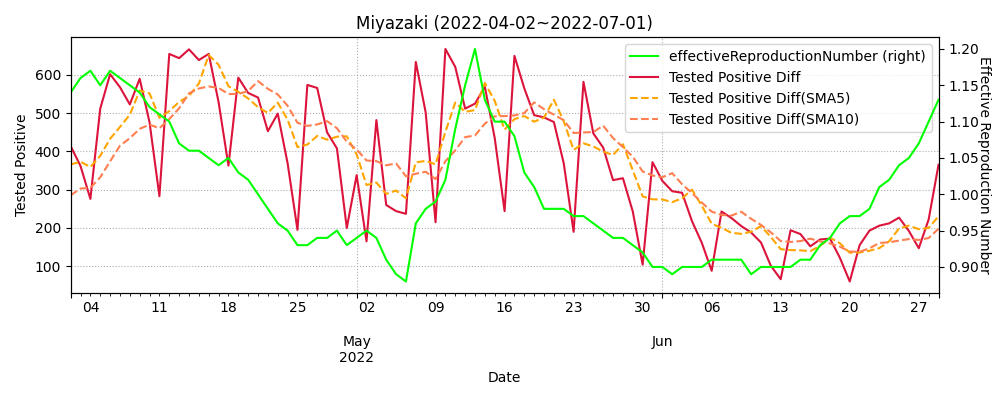 Miyazaki (2022-04-02~2022-07-01)
effectiveReproductionNumber (right)
Tested Positive Diff
Tested Positive Diff(SMA5)
Tested Positive Diff(SMA10)
Tested Positive
600
500
400
300
200
100
1.20
1.15
1.10
1.05
1.00
0.95
0.90
Effective Reproduction Number
04 11 18 25 02 09 16 23 30 06 13 20 27
May Jun
2022
Date